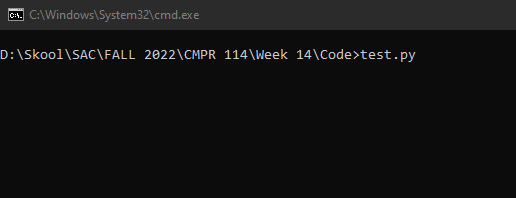 C:\Windows\System32\cmd.exe
D:\Skool\SAC\FALL 2022\CMPR 114\Week 14\Code>test.py